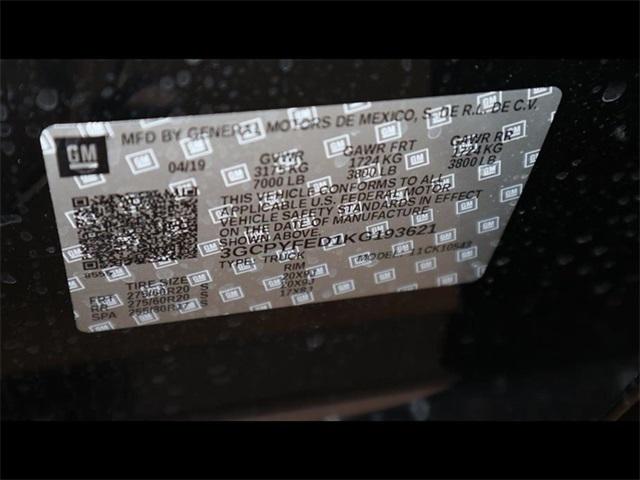 MFD BY GENERAL MOTORS DE MEXICO, S. DE R.L. DE C.V.
GM
04/19
GVWR GAWR FRT GAWR RR
3175 KG 1724 KG 1724 KG
7000 LB 3800 LB 3800 LB
THIS VEHICLE CONFORMS TO ALL
APPLICABLE U.S. FEDERAL MOTOR
VEHICLE SAFETY STANDARDS IN EFFECT
ON THE DATE OF MANUFACTURE
SHOWN ABOVE.
3GCPYFED1KG193621
TYPE: TRUCK MODEL: 11CK10543
TIRE SIZE RIM
FRT 275/60R20 S 20X9J
RR 275/60R20 S 20X9J
SPA 255/80R17 S 17X8J